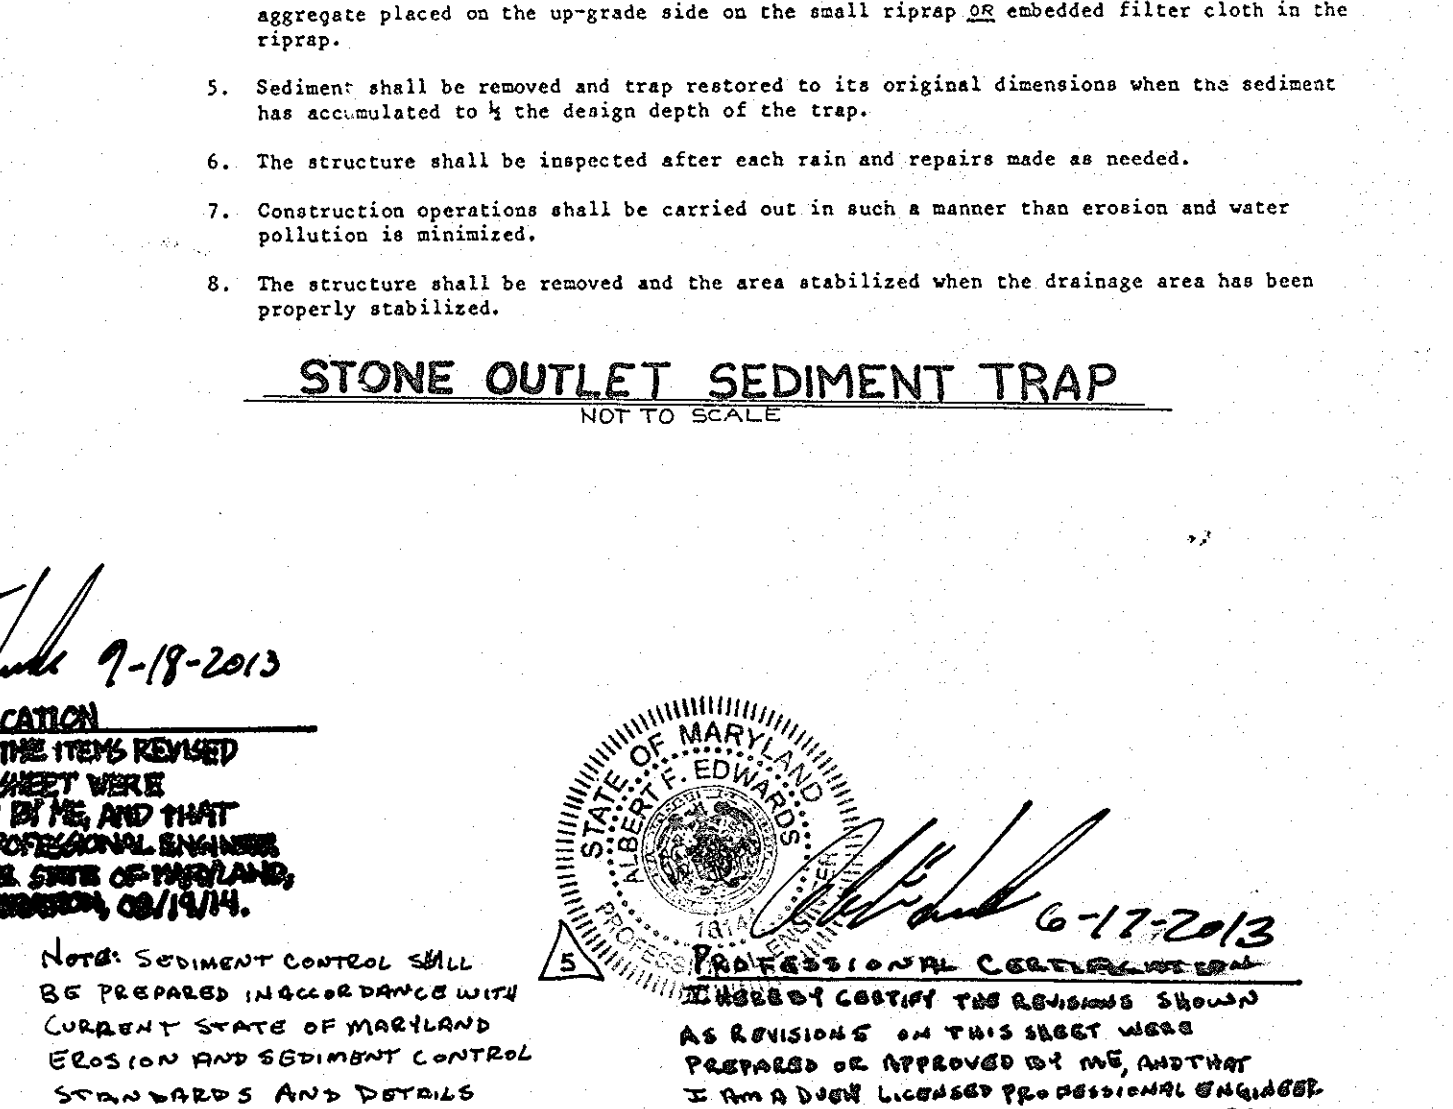 aggregate placed on the up-grade side on the small riprap OR embedded filter cloth in the
riprap.
5. Sediment shall be removed and trap restored to its original dimensions when the sediment
has accumulated to ½ the design depth of the trap.
6. The structure shall be inspected after each rain and repairs made as needed.
7. Construction operations shall be carried out in such a manner than erosion and water
pollution is minimized.
8. The structure shall be removed and the area stabilized when the drainage area has been
properly stabilized.
STONE OUTLET SEDIMENT TRAP
NOT TO SCALE
9-18-2013
CATION
THE ITEMS REVISED
SHEET WERE
BY ME, AND THAT
PROFESSIONAL ENGINEER
STATE OF MARYLAND,
08/19/14.
NOTE: SEDIMENT CONTROL SHALL
BE PREPARED IN ACCORDANCE WITH
CURRENT STATE OF MARYLAND
EROSION AND SEDIMENT CONTROL
STANDARDS AND DETAILS
STATE OF MARYLAND
ALBERT F. EDWARDS
PROFESSIONAL ENGINEER
5
6-17-2013
PROFESSIONAL CERTIFICATION
I HEREBY CERTIFY THE REVISIONS SHOWN
AS REVISIONS ON THIS SHEET WERE
PREPARED OR APPROVED BY ME, AND THAT
I AM A DULY LICENSED PROFESSIONAL ENGINEER